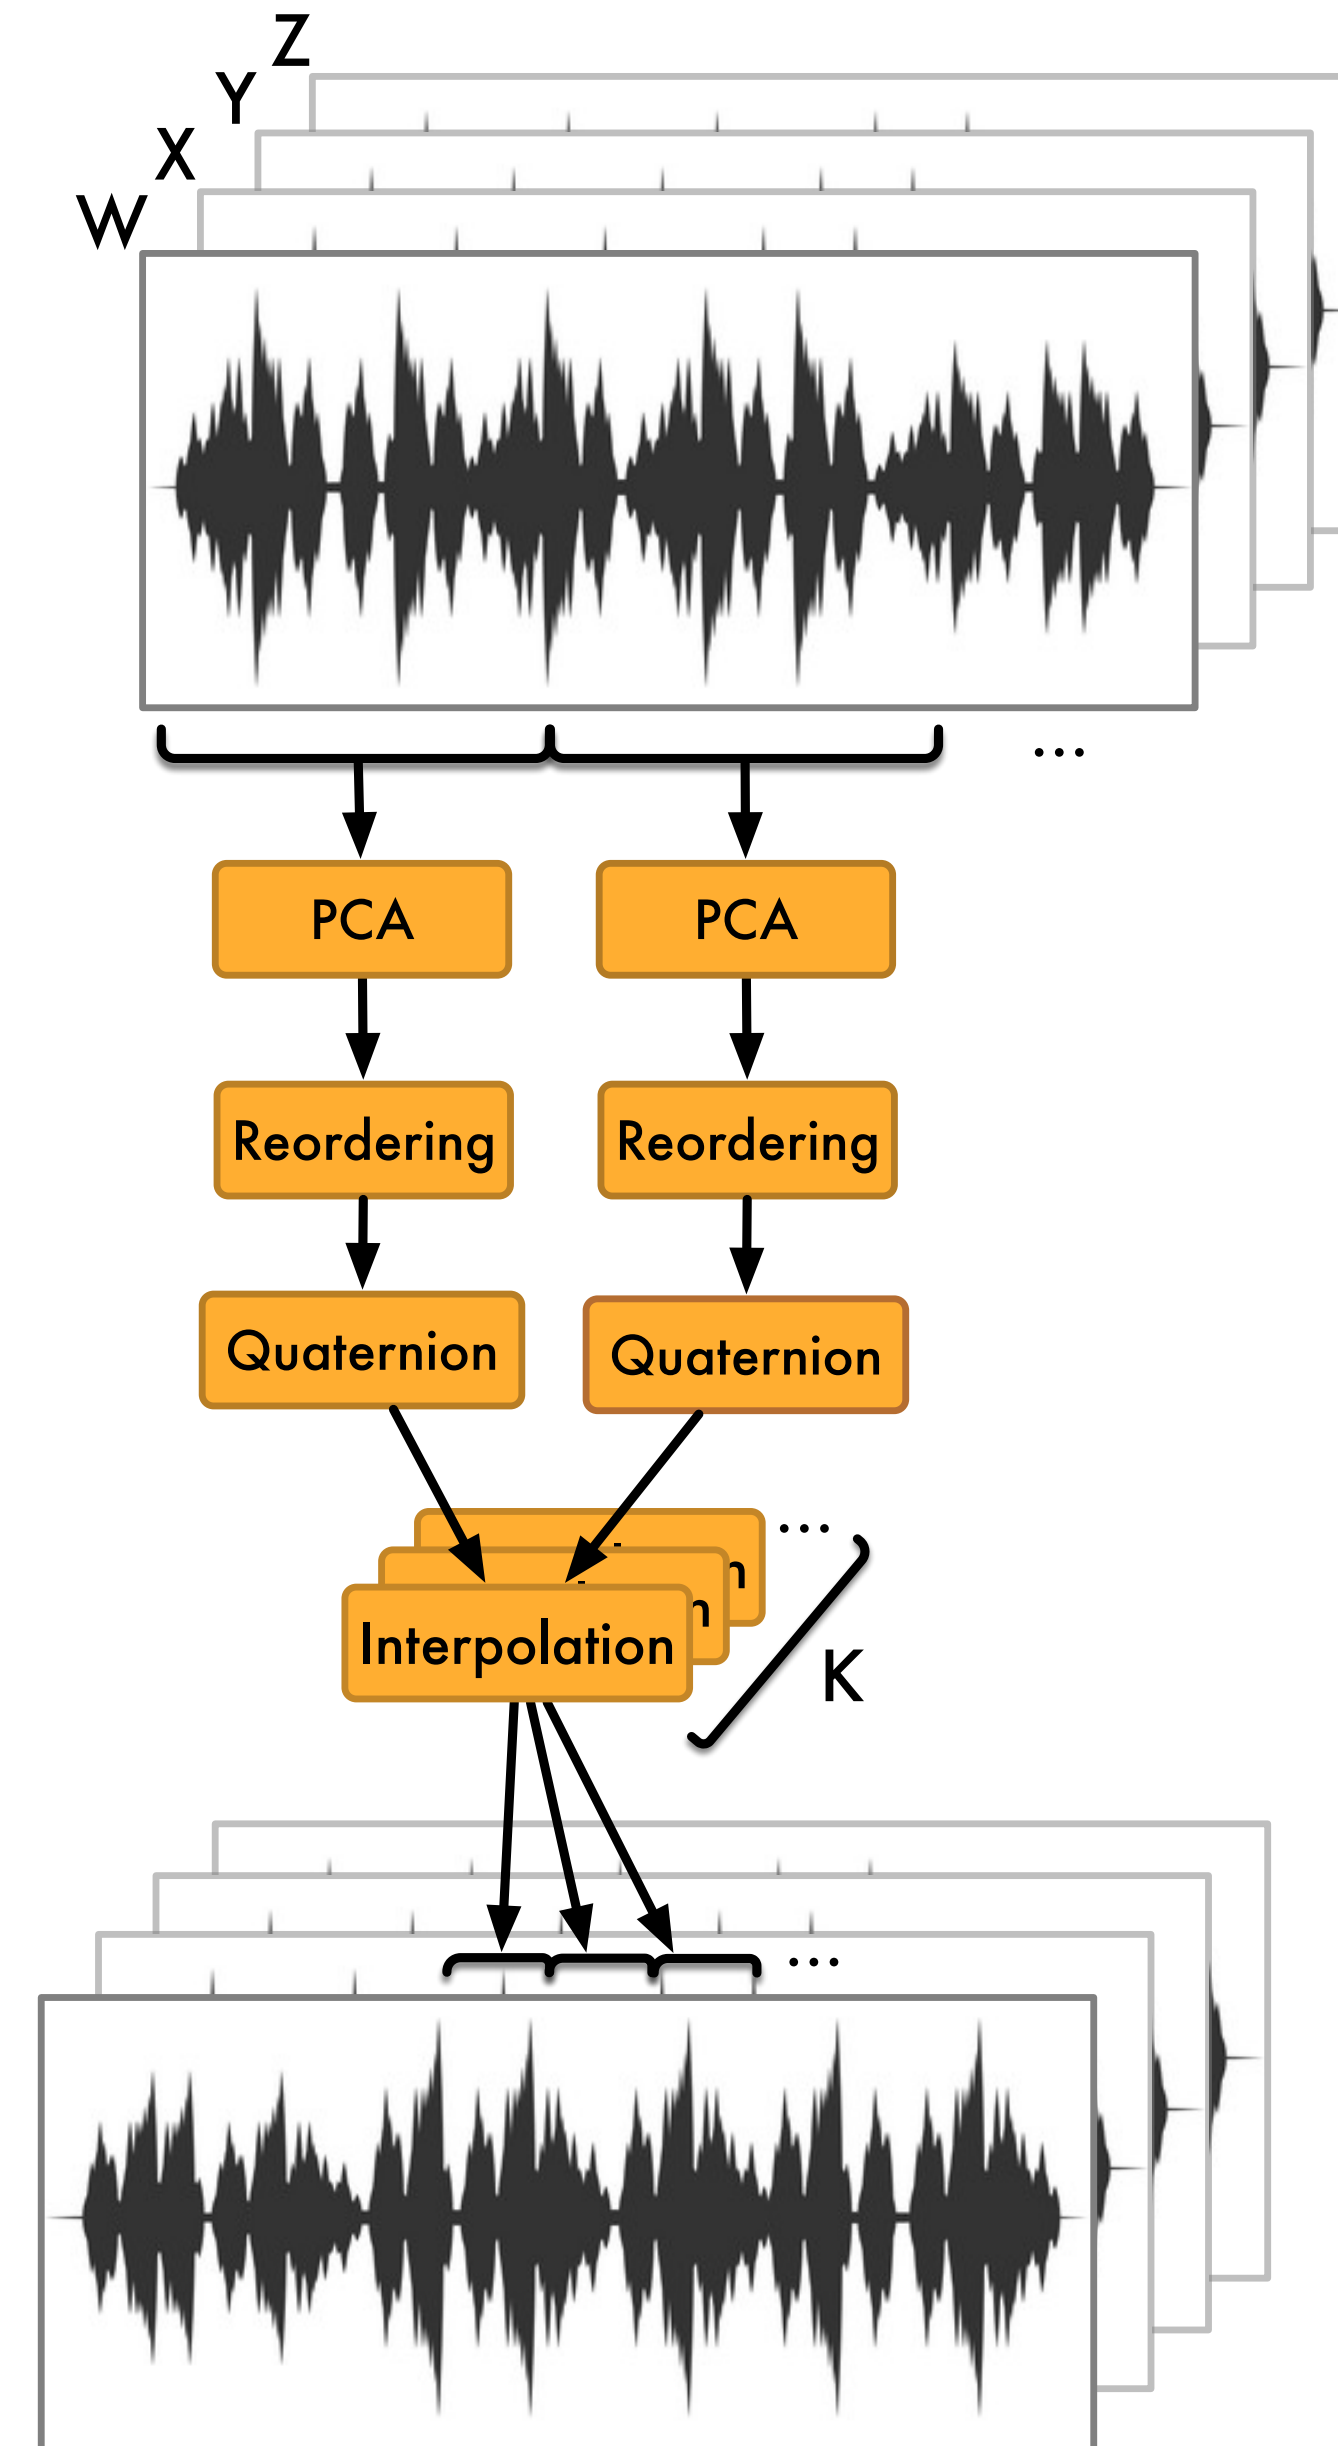 Z
Y
X
W
...
PCA PCA
Reordering Reordering
Quaternion Quaternion
...
n
n
Interpolation
K
...